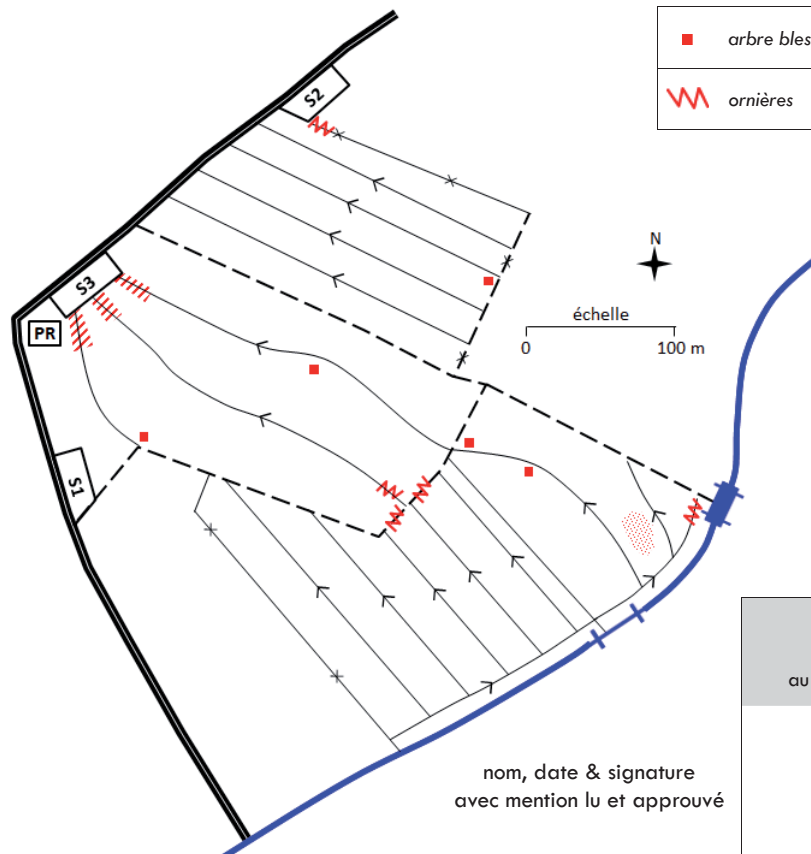 arbre bles
ornières
S2
N
S3
échelle
PR
0
100 m
S1
au
nom, date & signature
avec mention lu et approuvé